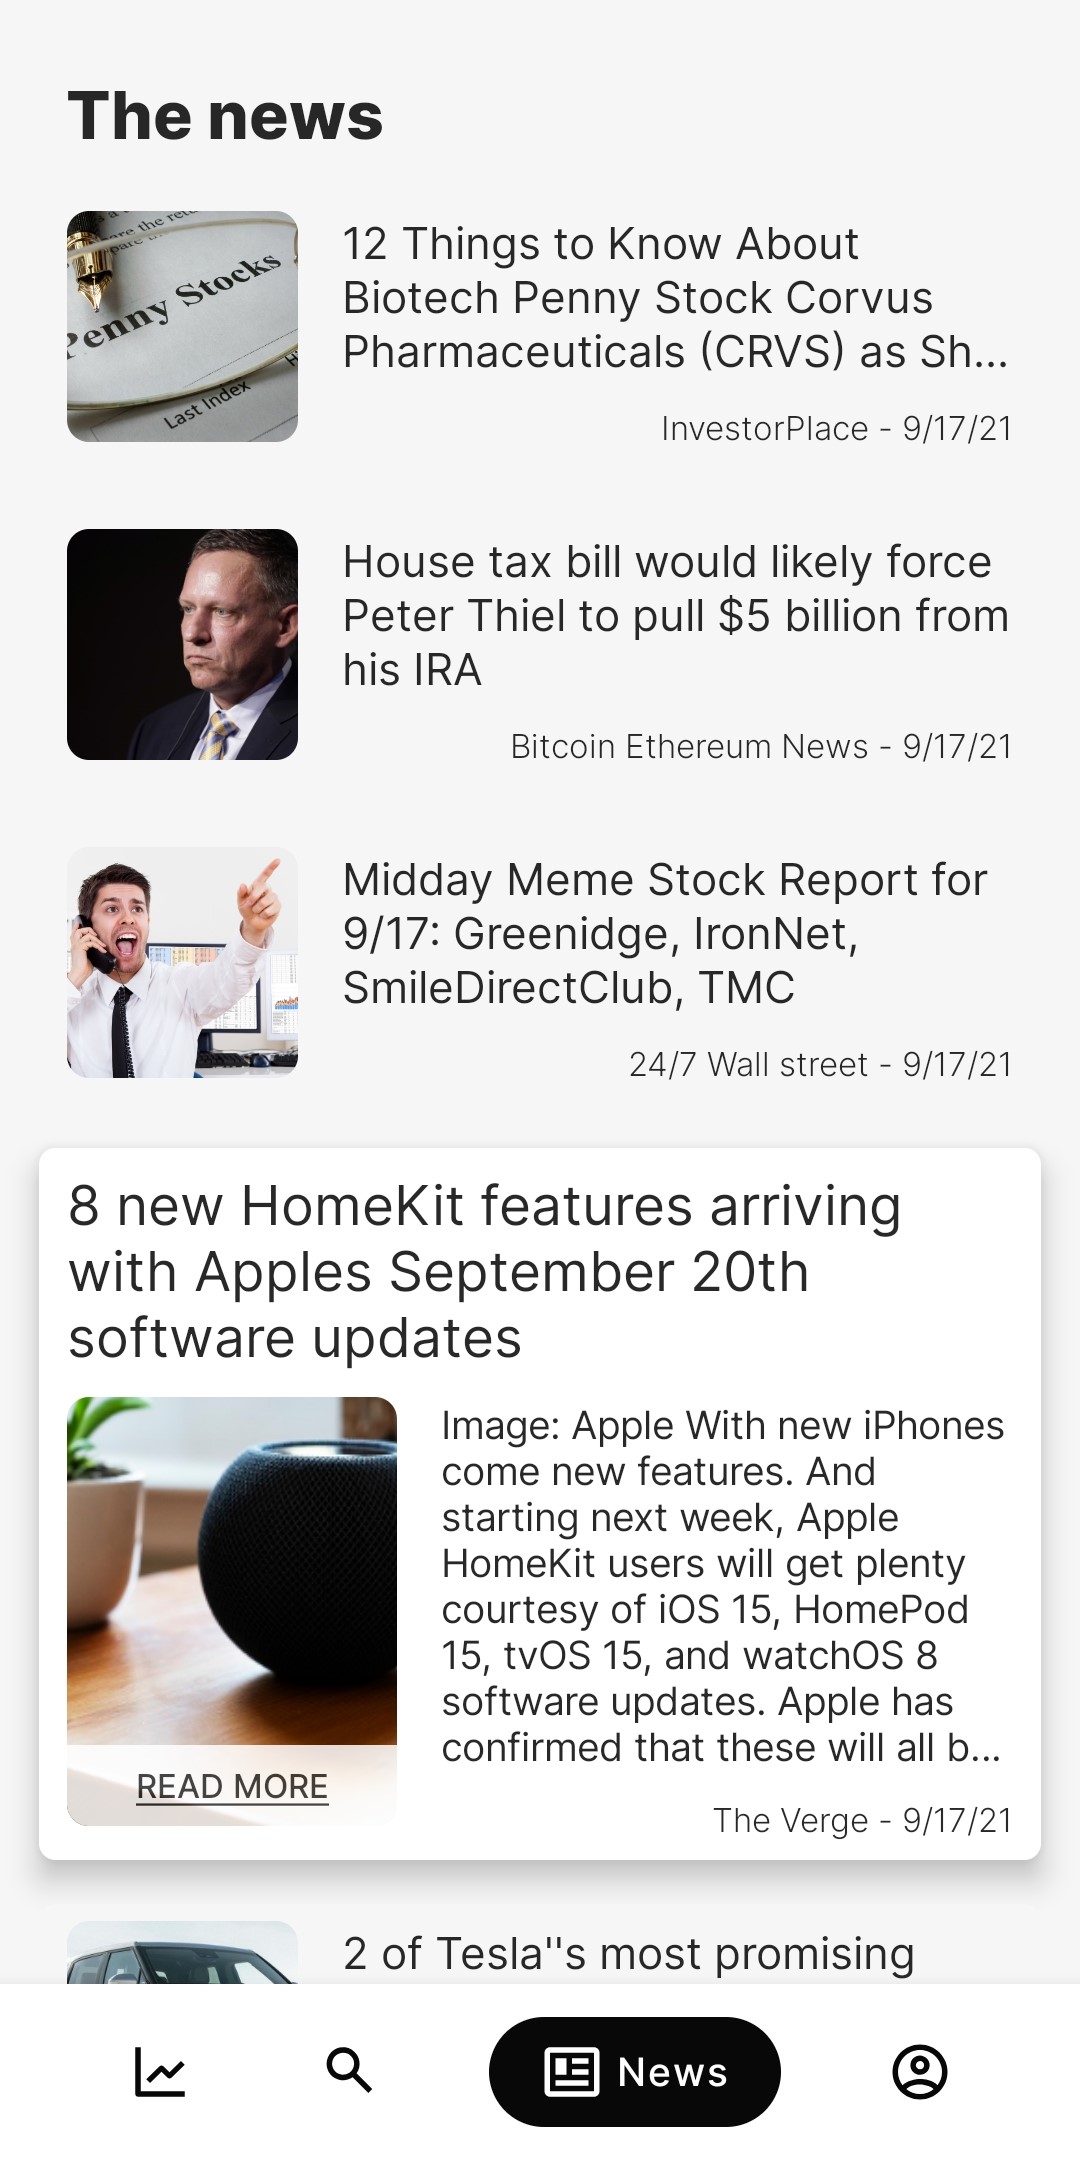 The news
Penny Stocks
Last Index
12 Things to Know About
Biotech Penny Stock Corvus
Pharmaceuticals (CRVS) as Sh...
InvestorPlace - 9/17/21
House tax bill would likely force
Peter Thiel to pull $5 billion from
his IRA
Bitcoin Ethereum News - 9/17/21
Midday Meme Stock Report for
9/17: Greenidge, IronNet,
SmileDirectClub, TMC
24/7 Wall street - 9/17/21
8 new HomeKit features arriving
with Apples September 20th
software updates
Image: Apple With new iPhones
come new features. And
starting next week, Apple
HomeKit users will get plenty
courtesy of iOS 15, HomePod
15, tvOS 15, and watchOS 8
software updates. Apple has
confirmed that these will all b...
READ MORE
The Verge - 9/17/21
2 of Tesla''s most promising
News